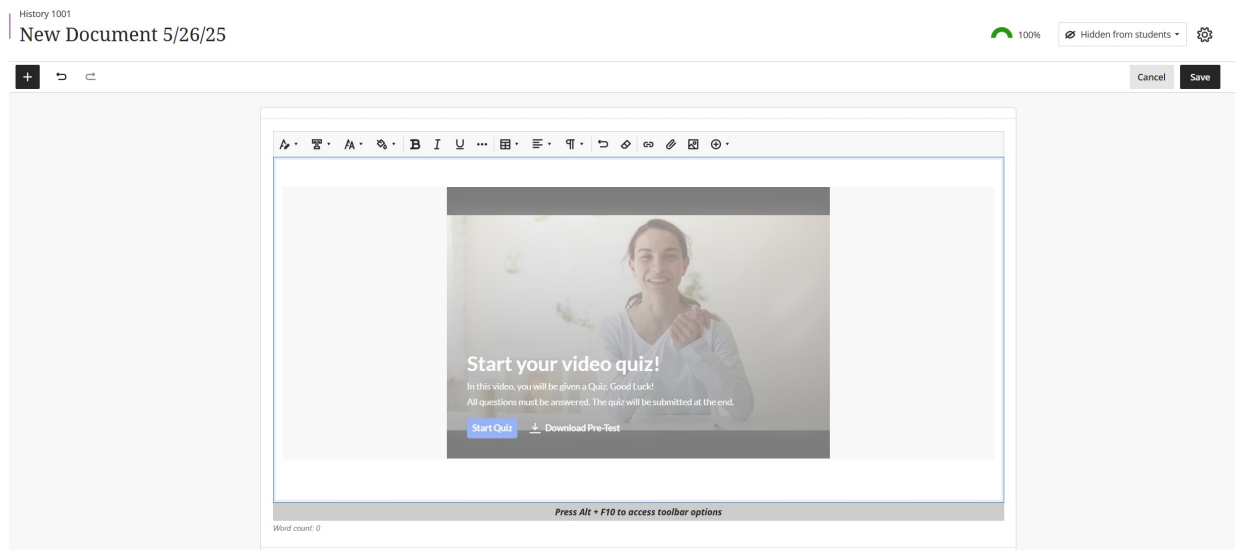 History 1001
New Document 5/26/25
100%
Hidden from students
Cancel
Save
Start your video quiz!
In this video, you will be given a Quiz. Good Luck!
All questions must be answered. The quiz will be submitted at the end.
Start Quiz
Download Pre-Test
Press Alt + F10 to access toolbar options
Word count: 0